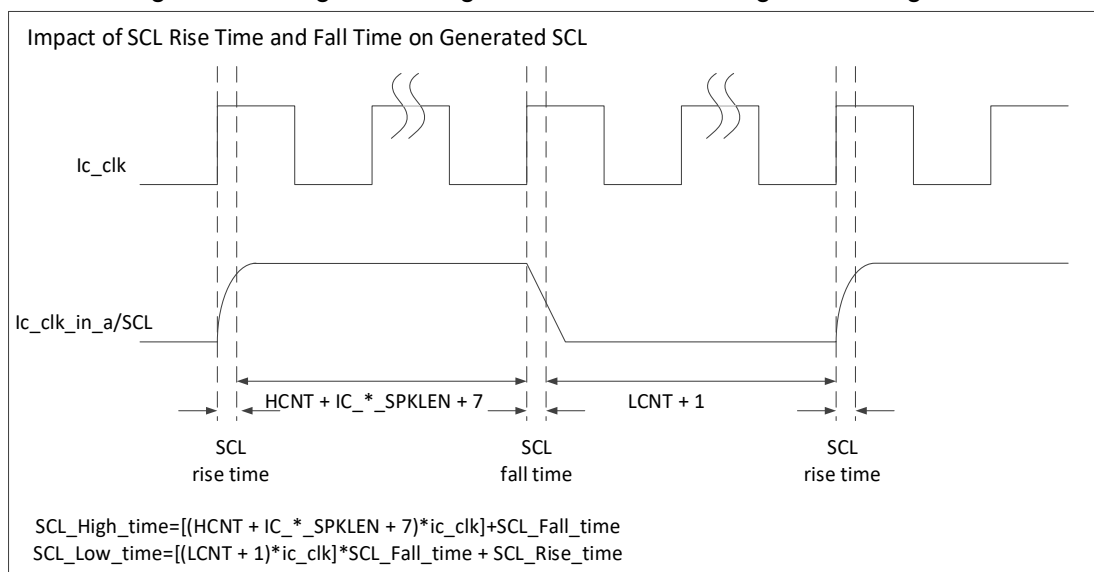 Impact of SCL Rise Time and Fall Time on Generated SCL
Ic_clk
Ic_clk_in_a/SCL
HCNT + IC_*_SPKLEN + 7
LCNT + 1
SCL
rise time
SCL
fall time
SCL
rise time
SCL_High_time=[(HCNT + IC_*_SPKLEN + 7)*ic_clk]+SCL_Fall_time
SCL_Low_time=[(LCNT + 1)*ic_clk]*SCL_Fall_time + SCL_Rise_time